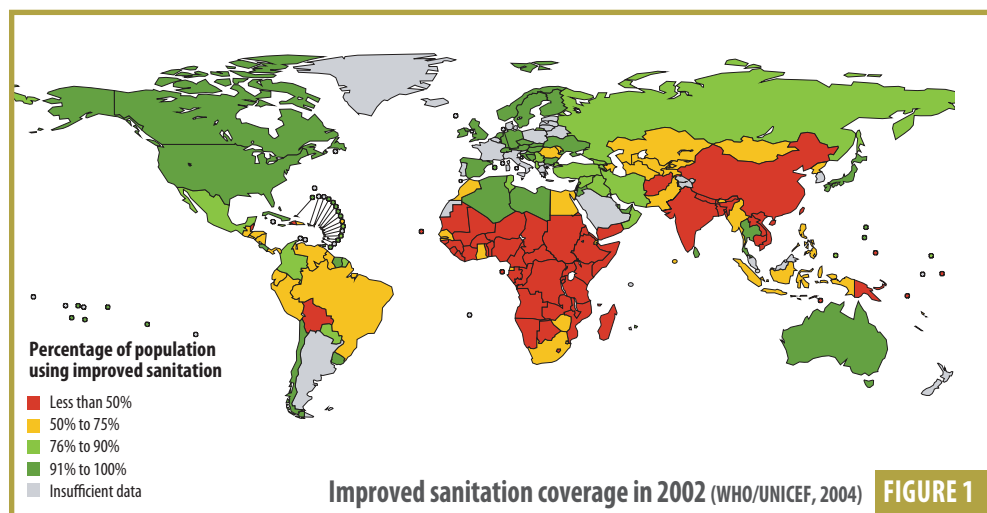 Percentage of population
using improved sanitation
Less than 50%
50% to 75%
76% to 90%
91% to 100%
Insufficient data
Improved sanitation coverage in 2002 (WHO/UNICEF, 2004) FIGURE 1